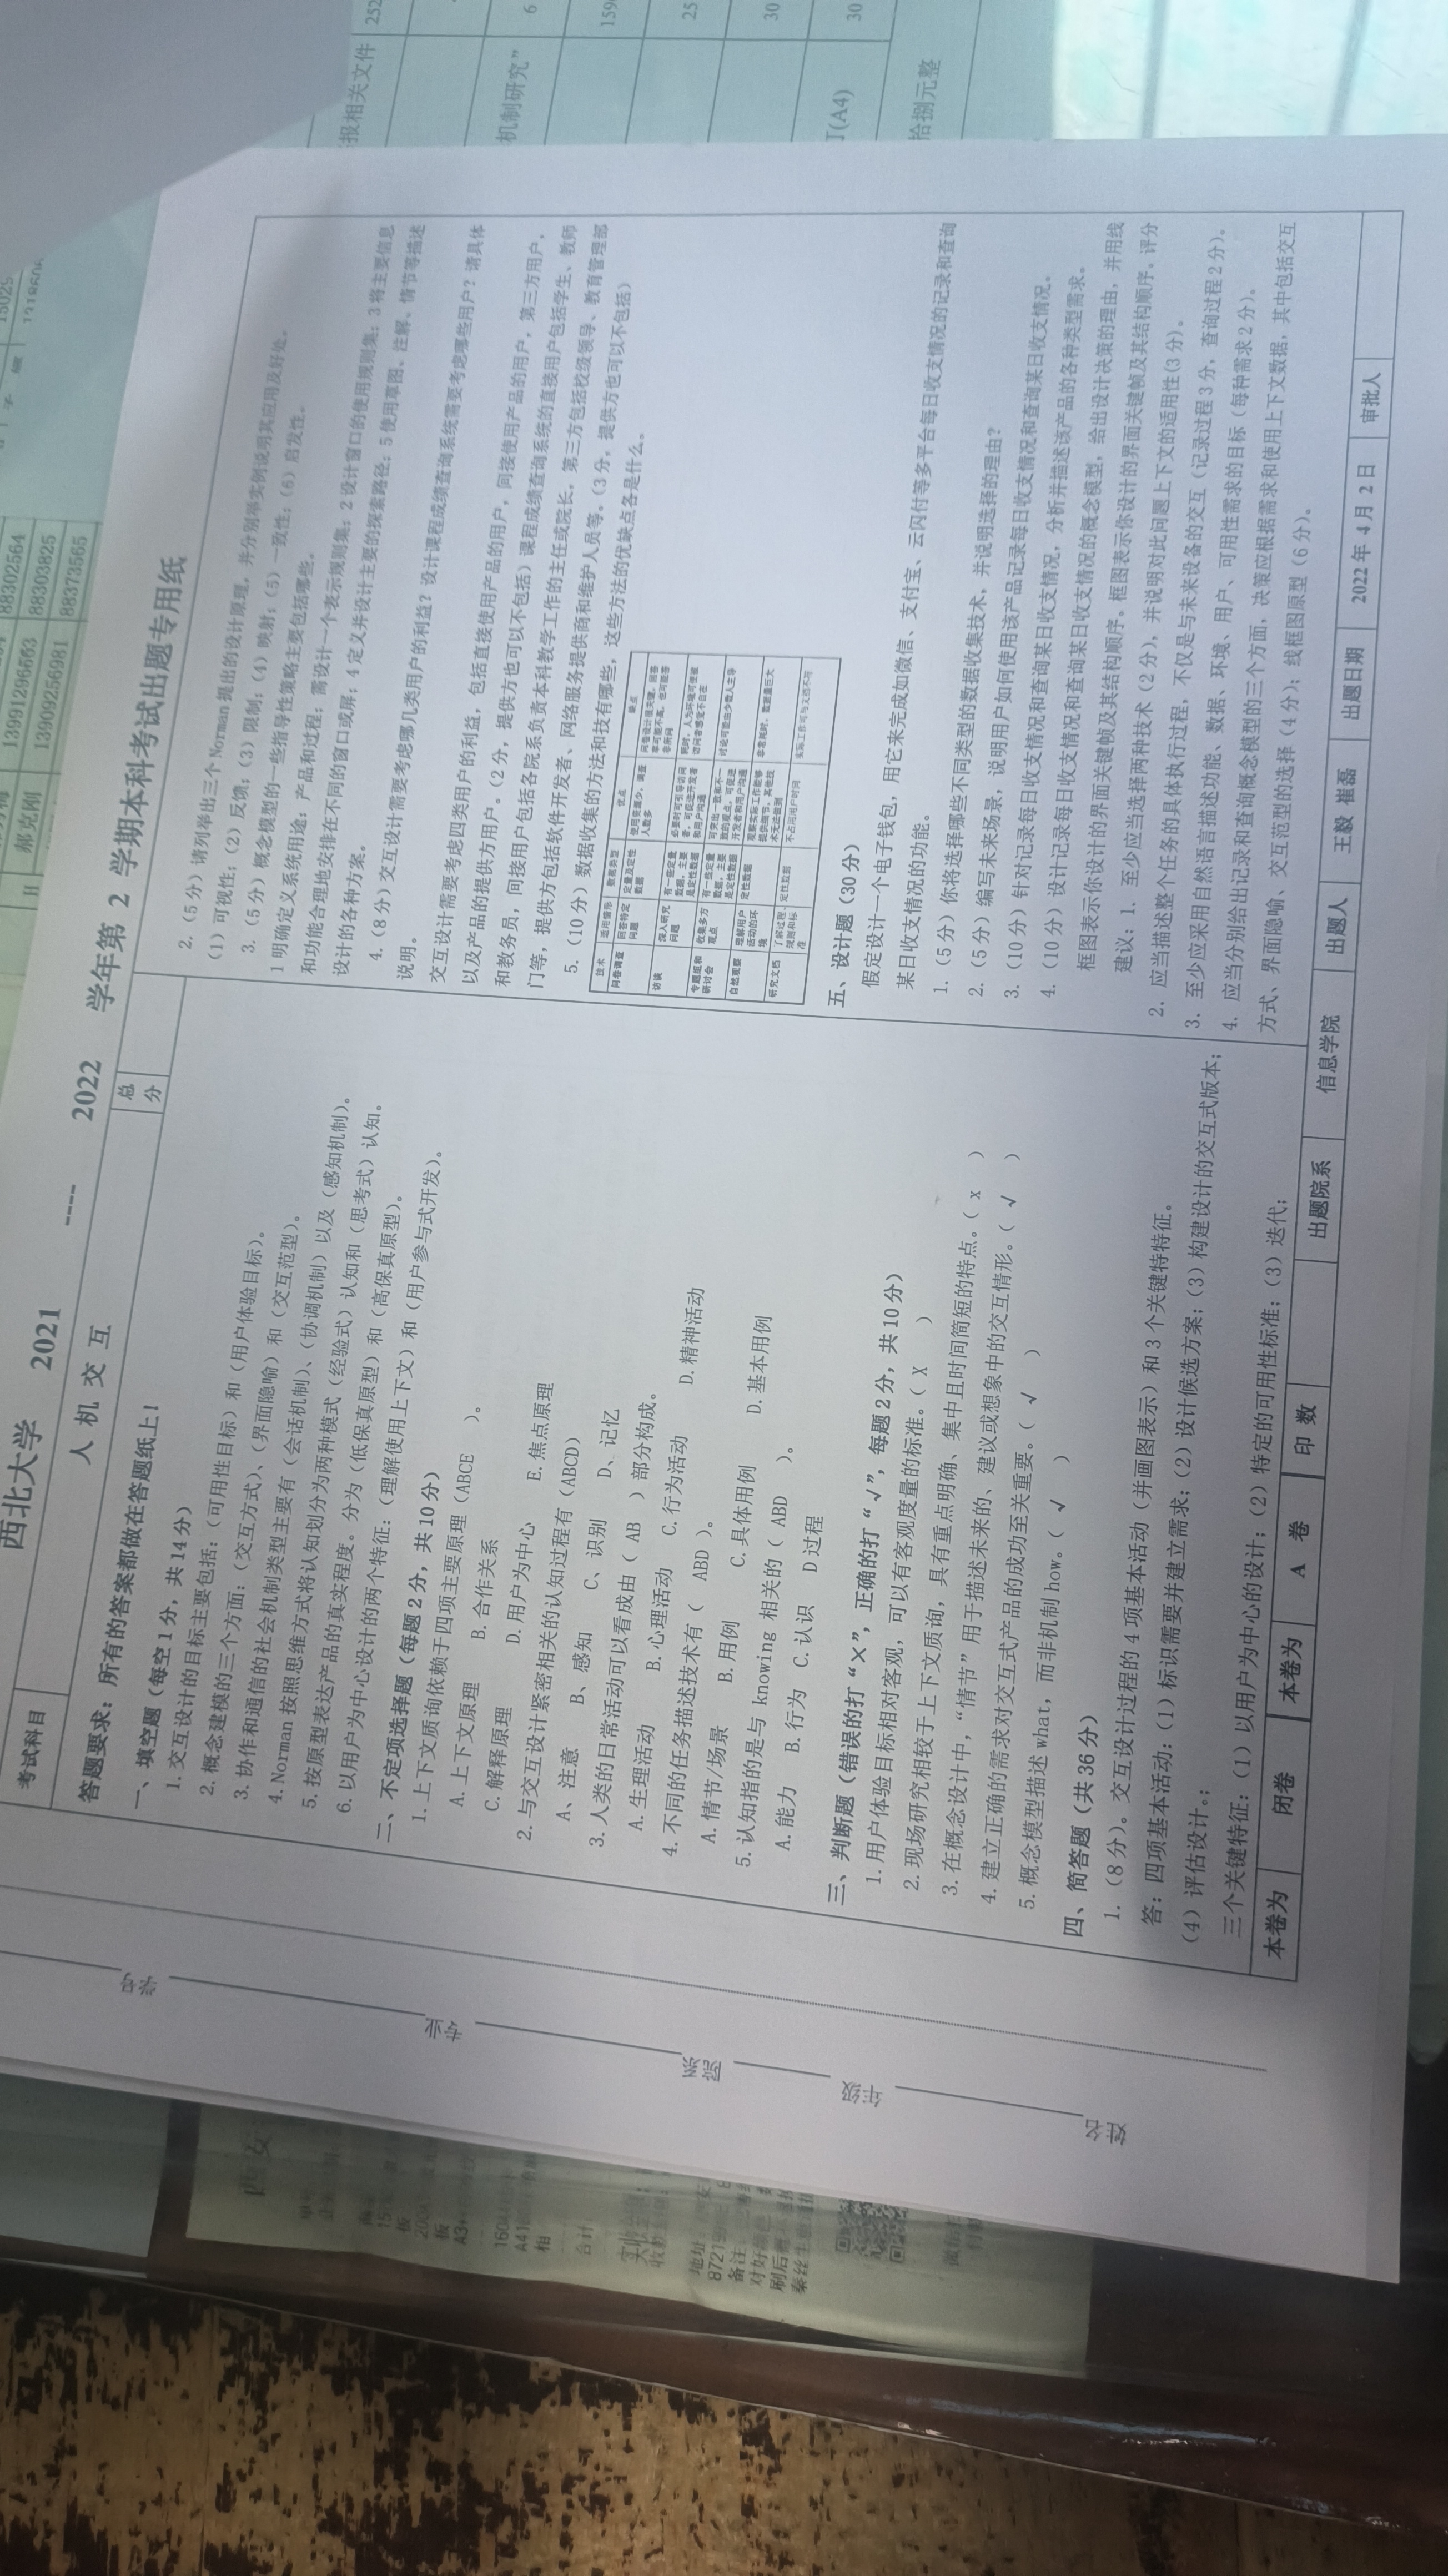 西北大学 2021 ---- 2022 学年第 2 学期本科考试出题专用纸
考试科目
人 机 交 互
总分
答题要求：所有的答案都做在答题纸上！
一、填空题（每空1分，共14分）
1.交互设计的目标主要包括：（可用性目标）和（用户体验目标）。
2.概念建模的三个方面：（交互方式）、（界面隐喻）和（交互范型）。
3.协作和通信的社会机制类型主要有（会话机制）、（协调机制）以及（感知机制）。
4.Norman按照思维方式将认知划分为两种模式（经验式）认知和（思考式）认知。
5.按原型表达产品的真实程度。分为（低保真原型）和（高保真原型）。
6.以用户为中心设计的两个特征：（理解使用上下文）和（用户参与式开发）。
二、不定项选择题（每题2分，共10分）
1.上下文质询依赖于四项主要原理（ABCE ）。
A.上下文原理 B.合作关系
C.解释原理 D.用户为中心 E.焦点原理
2.与交互设计紧密相关的认知过程有（ABCD）
A、注意 B、感知 C、识别 D、记忆
3.人类的日常活动可以看成由（ AB ）部分构成。
A.生理活动 B.心理活动 C.行为活动 D.精神活动
4.不同的任务描述技术有（ ABD ）。
A.情节/场景 B.用例 C.具体用例 D.基本用例
5.认知指的是与 knowing 相关的（ ABD ）。
A.能力 B.行为 C.认识 D过程
三、判断题（错误的打“×”，正确的打“√”，每题2分，共10分）
1.用户体验目标相对客观，可以有客观度量的标准。（ X ）
2.现场研究相较于上下文质询，具有重点明确、集中且时间简短的特点。（ x ）
3.在概念设计中，“情节”用于描述未来的、建议或想象中的交互情形。（ √ ）
4.建立正确的需求对交互式产品的成功至关重要。（ √ ）
5.概念模型描述what，而非机制how。（ √ ）
四、简答题（共36分）
1.（8分）。交互设计过程的4项基本活动（并画图表示）和3个关键特特征。
答：四项基本活动：（1）标识需要并建立需求；（2）设计候选方案；（3）构建设计的交互式版本；
（4）评估设计。；
三个关键特征：（1）以用户为中心的设计；（2）特定的可用性标准；（3）迭代；
2.（5分）请列举出三个Norman提出的设计原理，并分别举实例说明其应用及好处。
（1）可视性；（2）反馈；（3）限制；（4）映射；（5）一致性；（6）启发性。
3.（5分）概念模型的一些指导性策略主要包括哪些。
1明确定义系统用途：产品和过程；需设计一个表示规则集；2设计窗口的使用规则集；3将主要信息
和功能合理地安排在不同的窗口或屏；4定义并设计主要的探索路径；5使用草图、注解、情节等描述
设计的各种方案。
4.（8分）交互设计需要考虑哪几类用户的利益？设计课程成绩查询系统需要考虑哪些用户？请具体
说明。
交互设计需要考虑四类用户的利益，包括直接使用产品的用户，间接使用产品的用户，第三方用户，
以及产品的提供方用户。（2分，提供方也可以不包括）课程成绩查询系统的直接用户包括学生、教师
和教务员，间接用户包括各院系负责本科教学工作的主任或院长，第三方包括校级领导、教育管理部
门等，提供方包括软件开发者、网络服务提供商和维护人员等。（3分，提供方也可以不包括）
5.（10分）数据收集的方法和技有哪些，这些方法的优缺点各是什么。
技术 适用情形 数据类型 优点 缺点
问卷调查 回答特定问题 定量及定性数据 使用资源少，调查人数多 问卷设计很关键，回答率可能不高，也可能答非所问
访谈 深入研究问题 有一些定量数据，主要是定性数据 必要时可引导访问者，可促进开发者和用户沟通 耗时，人为环境可使被访问者感觉不自在
专题组和研讨会 收集多方观点 有一些定量数据，主要是定性数据 可突出一致和不一致的观点，可促进开发者和用户沟通 讨论可能由少数人主导
自然观察 理解用户活动的环境 定性数据 观察实际工作能够提供细节，其他技术无法做到 非常耗时，数据量巨大
研究文档 了解过程、规则和标准 定性数据 不占用用户时间 实际工作可与文档不符
五、设计题（30分）
假定设计一个电子钱包，用它来完成如微信、支付宝、云闪付等多平台每日收支情况的记录和查询
某日收支情况的功能。
1.（5分）你将选择哪些不同类型的数据收集技术，并说明选择的理由？
2.（5分）编写未来场景，说明用户如何使用该产品记录每日收支情况和查询某日收支情况。
3.（10分）针对记录每日收支情况和查询某日收支情况，分析并描述该产品的各种类型需求。
4.（10分）设计记录每日收支情况和查询某日收支情况的概念模型，给出设计决策的理由，并用线
框图表示你设计的界面关键帧及其结构顺序。框图表示你设计的界面关键帧及其结构顺序。评分
建议：1. 至少应当选择两种技术（2分），并说明对此问题上下文的适用性(3分)。
2. 应当描述整个任务的具体执行过程，不仅是与未来设备的交互（记录过程3分，查询过程2分）。
3. 至少应采用自然语言描述功能、数据、环境、用户、可用性需求的目标（每种需求2分）。
4. 应当分别给出记录和查询概念模型的三个方面，决策应根据需求和使用上下文数据，其中包括交互
方式、界面隐喻、交互范型的选择（4分）；线框图原型（6分）。
本卷为 闭卷 本卷为 A 卷 印 数 出题院系 信息学院 出题人 王毅 崔磊 出题日期 2022年 4月 2日 审批人
学号
专业
院系
年级
姓名
88302564
13991296663 88303825
H 郝克刚 13909256981 88373565
15029
报相关文件 252
机制研究” 6
159
25
30
订(A4) 30
拾捌元整
西安
合计
地址：
备注：